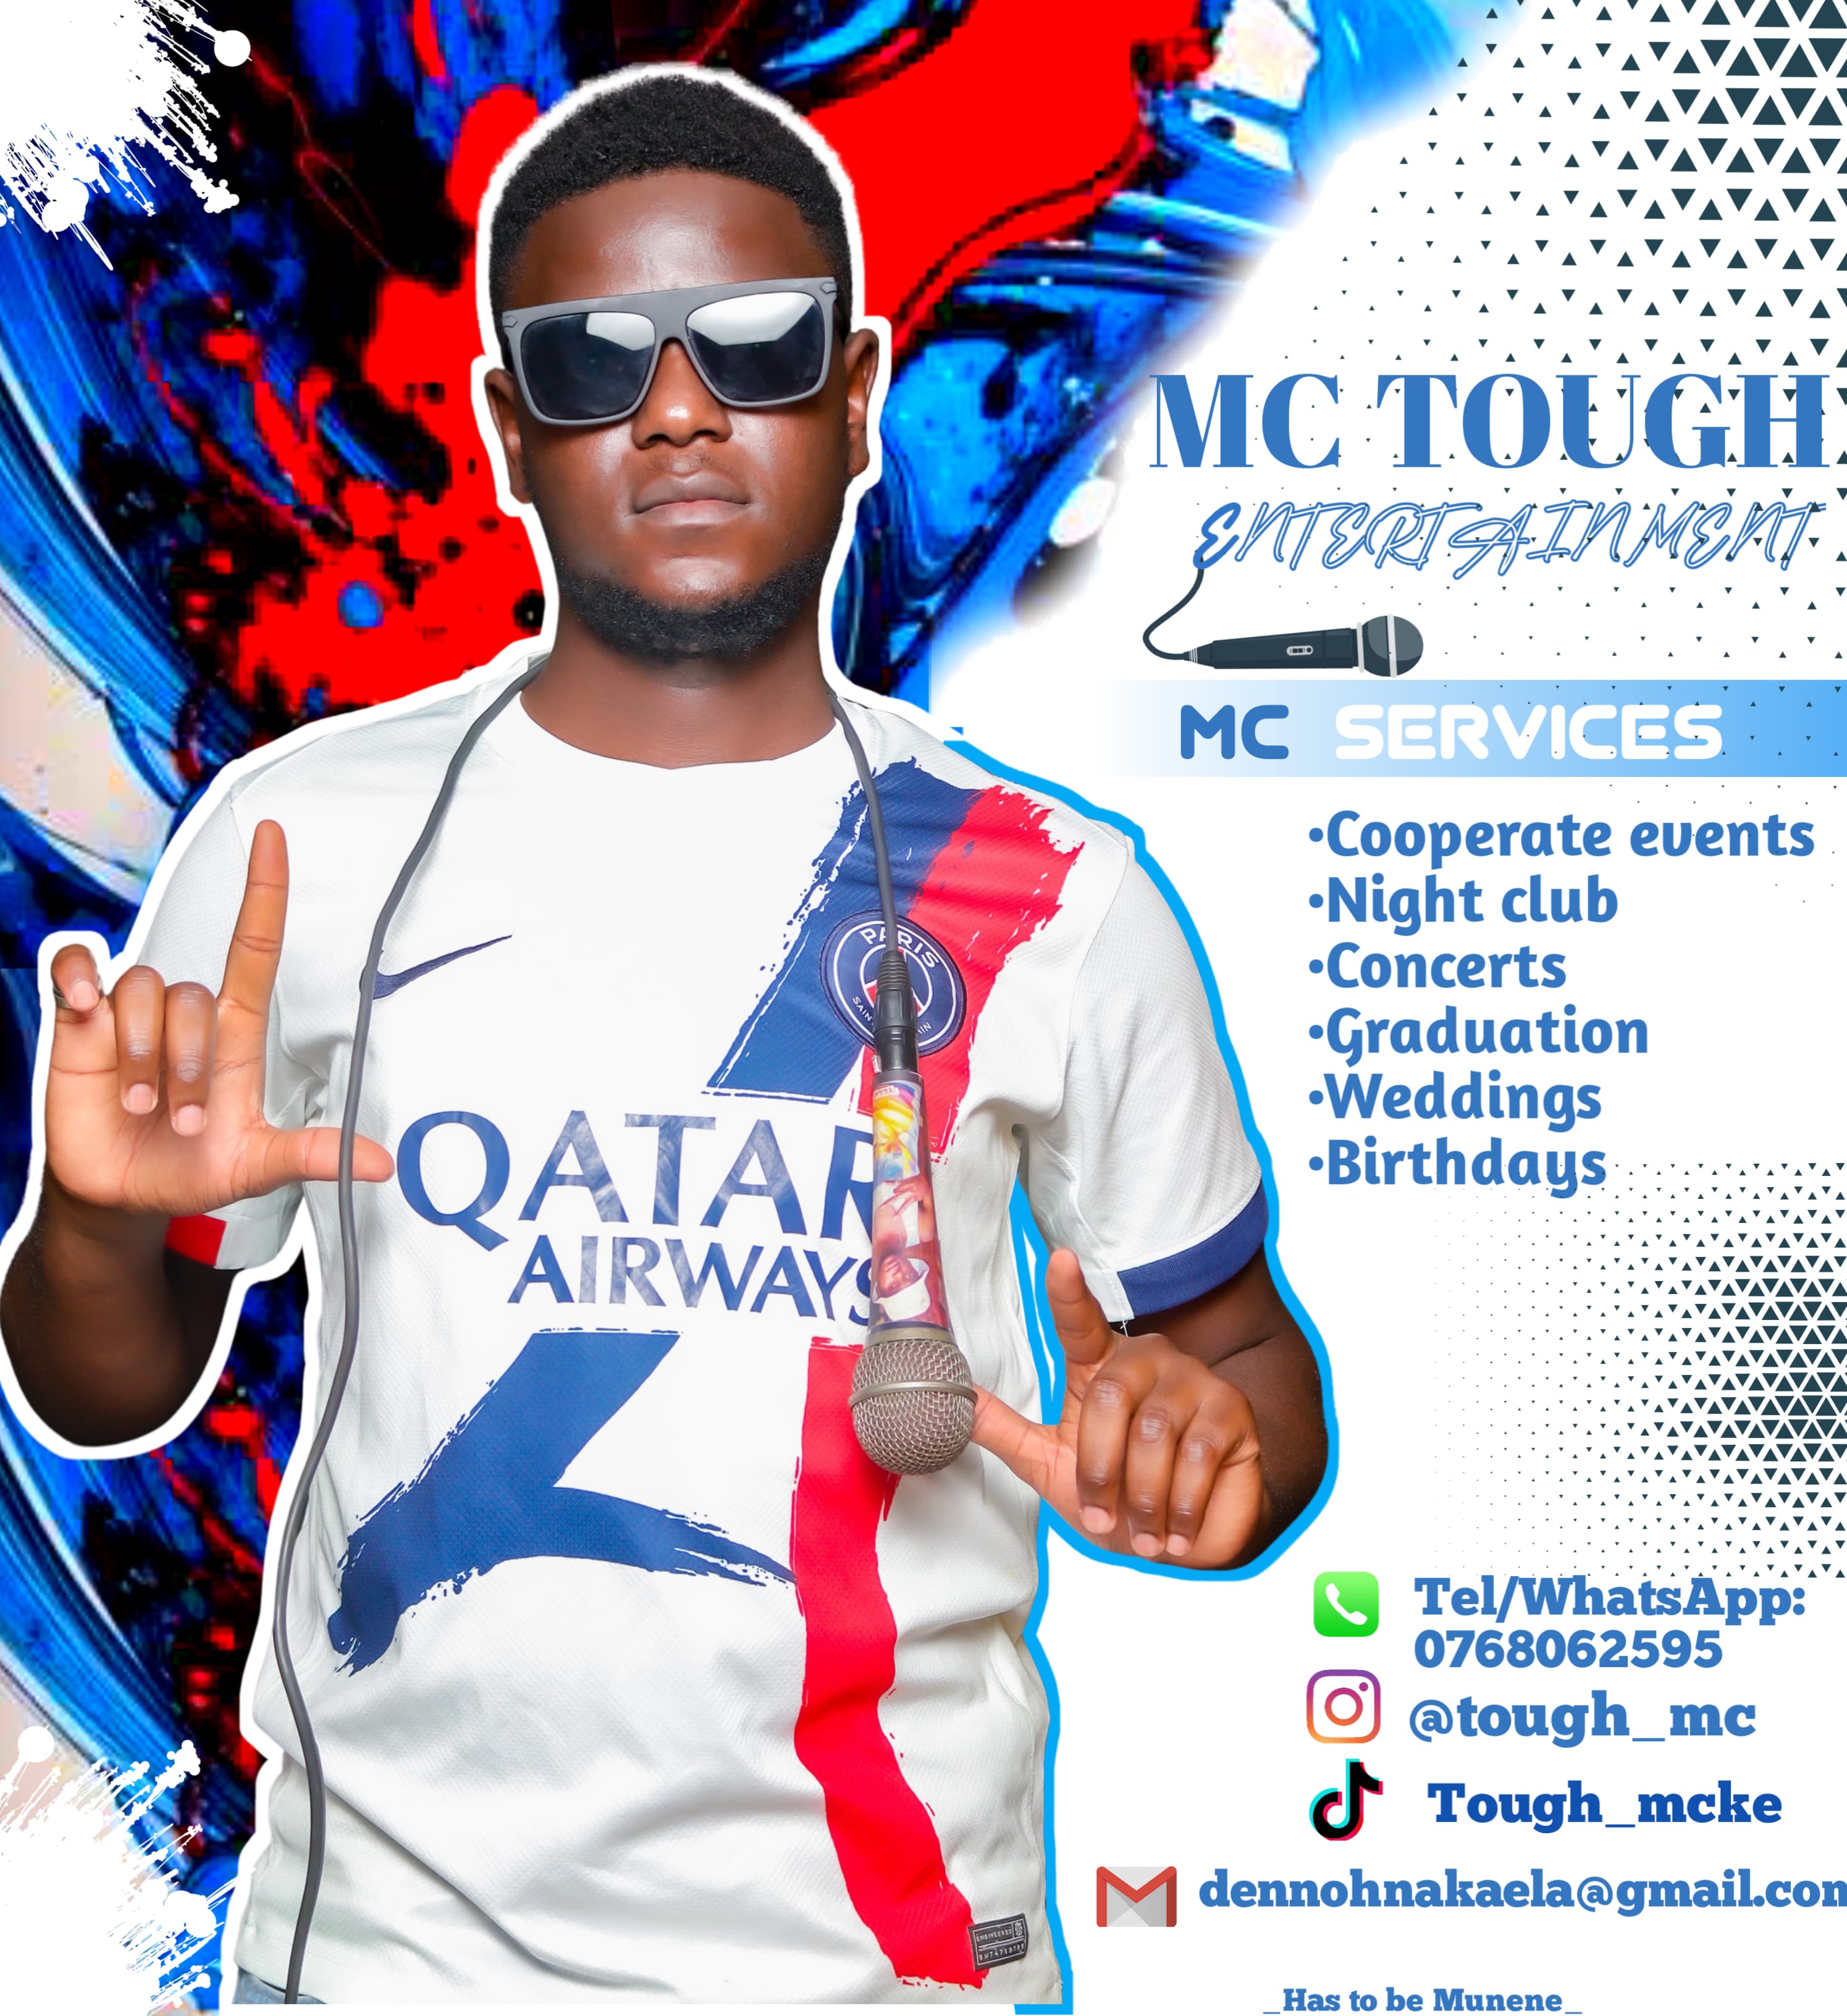 MC TOUGH
ENTERTAINMENT
MC SERVICES
•Cooperate events
•Night club
•Concerts
•Graduation
•Weddings
•Birthdays
PARIS
QATAR
AIRWAYS
Tel/WhatsApp:
0768062595
@tough_mc
Tough_mcke
dennohnakaela@gmail.com
_Has to be Munene_